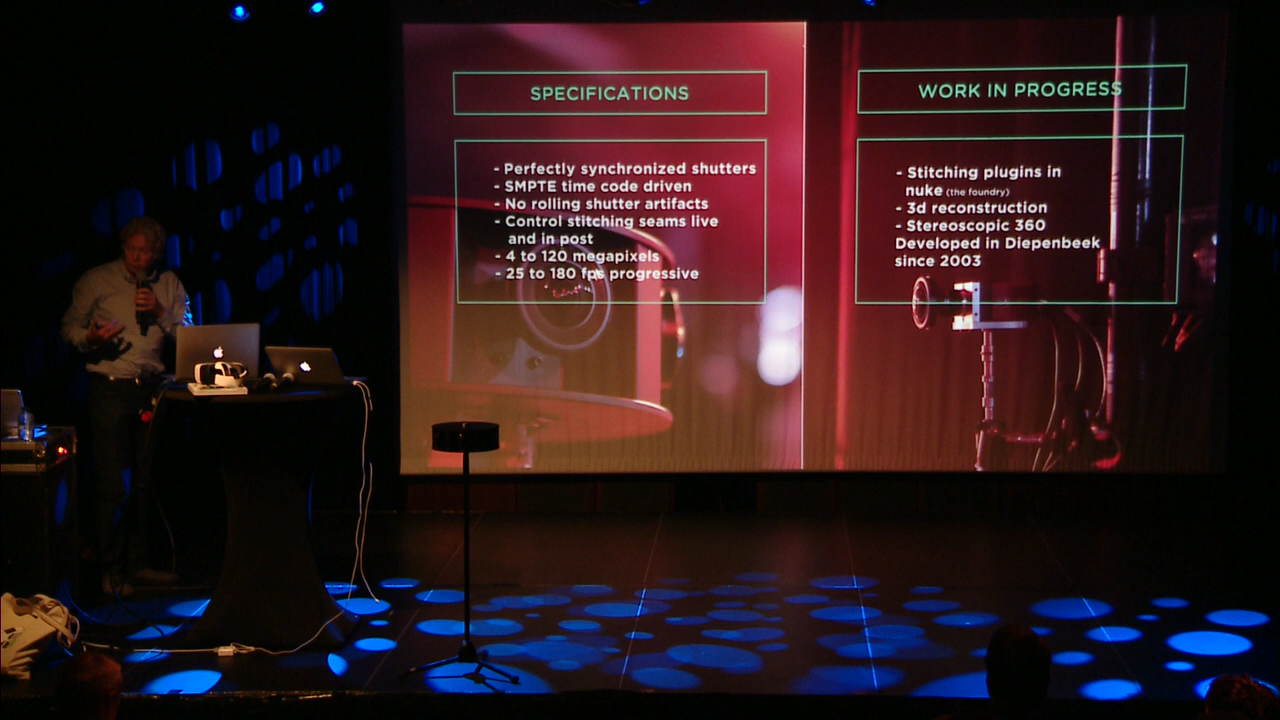 SPECIFICATIONS
- Perfectly synchronized shutters
- SMPTE time code driven
- No rolling shutter artifacts
- Control stitching seams live
and in post
- 4 to 120 megapixels
- 25 to 180 fps progressive
WORK IN PROGRESS
- Stitching plugins in
nuke (the foundry)
- 3d reconstruction
- Stereoscopic 360
Developed in Diepenbeek
since 2003